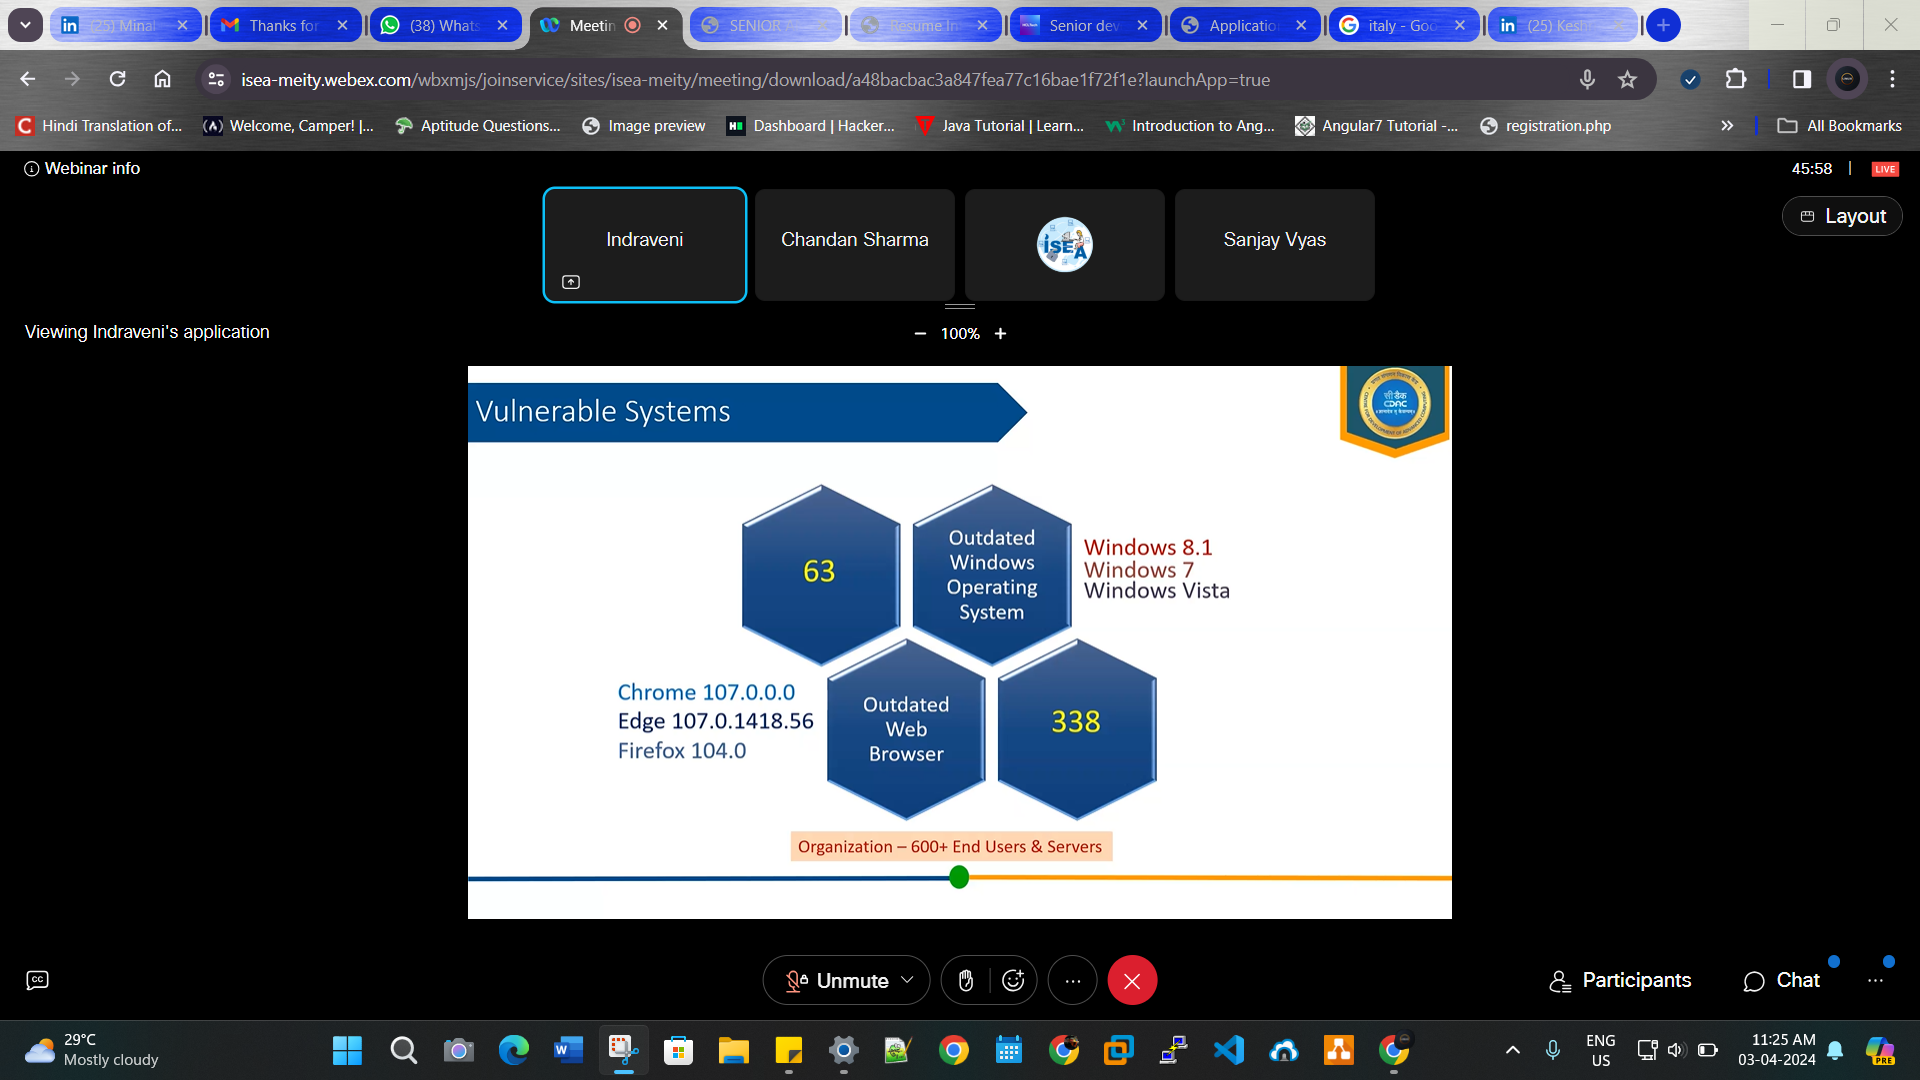 (25) Minal
Thanks for
(38) Whats
Meetin
SENIOR
Resume In
Senior dev
Applicatio
italy - Goo
(25) Kesh
isea-meity.webex.com/wbxmjs/joinservice/sites/isea-meity/meeting/download/a48bacbac3a847fea77c16bae1f72f1e?launchApp=true
Hindi Translation of...
Welcome, Camper! |...
Aptitude Questions...
Image preview
Dashboard | Hacker...
Java Tutorial | Learn...
Introduction to Ang...
Angular7 Tutorial -...
registration.php
All Bookmarks
Webinar info
45:58
LIVE
Layout
Indraveni
Chandan Sharma
ISEA
Sanjay Vyas
Viewing Indraveni's application
100%
Vulnerable Systems
सी डैक
CDAC
63
Outdated
Windows
Operating
System
Windows 8.1
Windows 7
Windows Vista
Chrome 107.0.0.0
Edge 107.0.1418.56
Firefox 104.0
Outdated
Web
Browser
338
Organization – 600+ End Users & Servers
CC
Unmute
Participants
Chat
29°C
Mostly cloudy
ENG
US
11:25 AM
03-04-2024
PRE